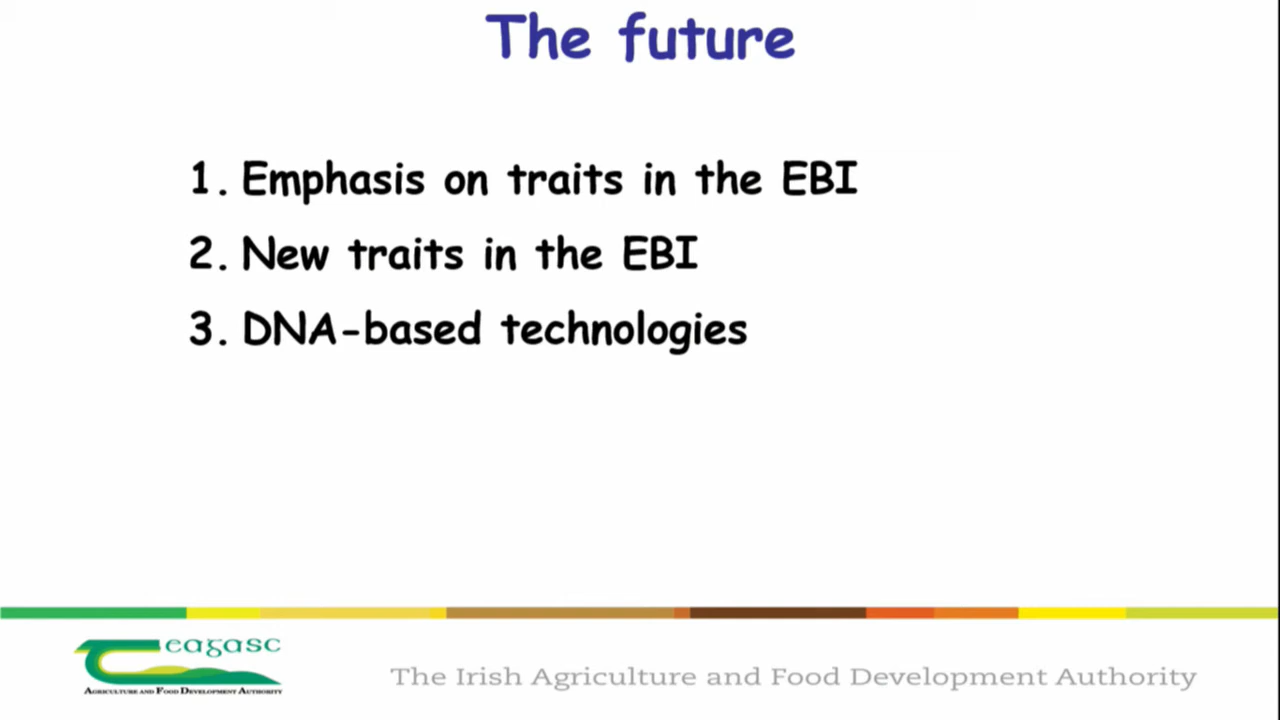 The future
1. Emphasis on traits in the EBI
2. New traits in the EBI
3. DNA-based technologies
eagasc
AGRICULTURE AND FOOD DEVELOPMENT AUTHORITY
The Irish Agriculture and Food Development Authority